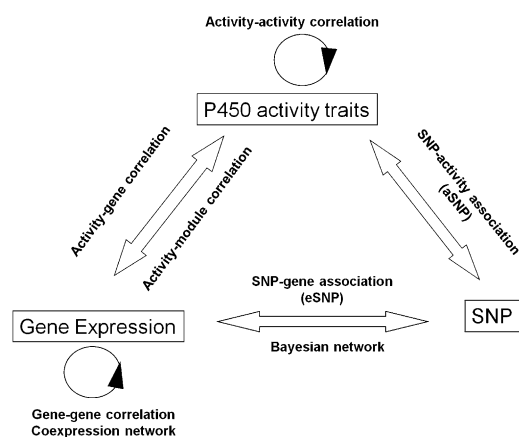 Activity-activity correlation
P450 activity traits
Activity-gene correlation
Activity-module correlation
SNP-activity association
(aSNP)
SNP-gene association
(eSNP)
Bayesian network
Gene Expression
SNP
Gene-gene correlation
Coexpression network